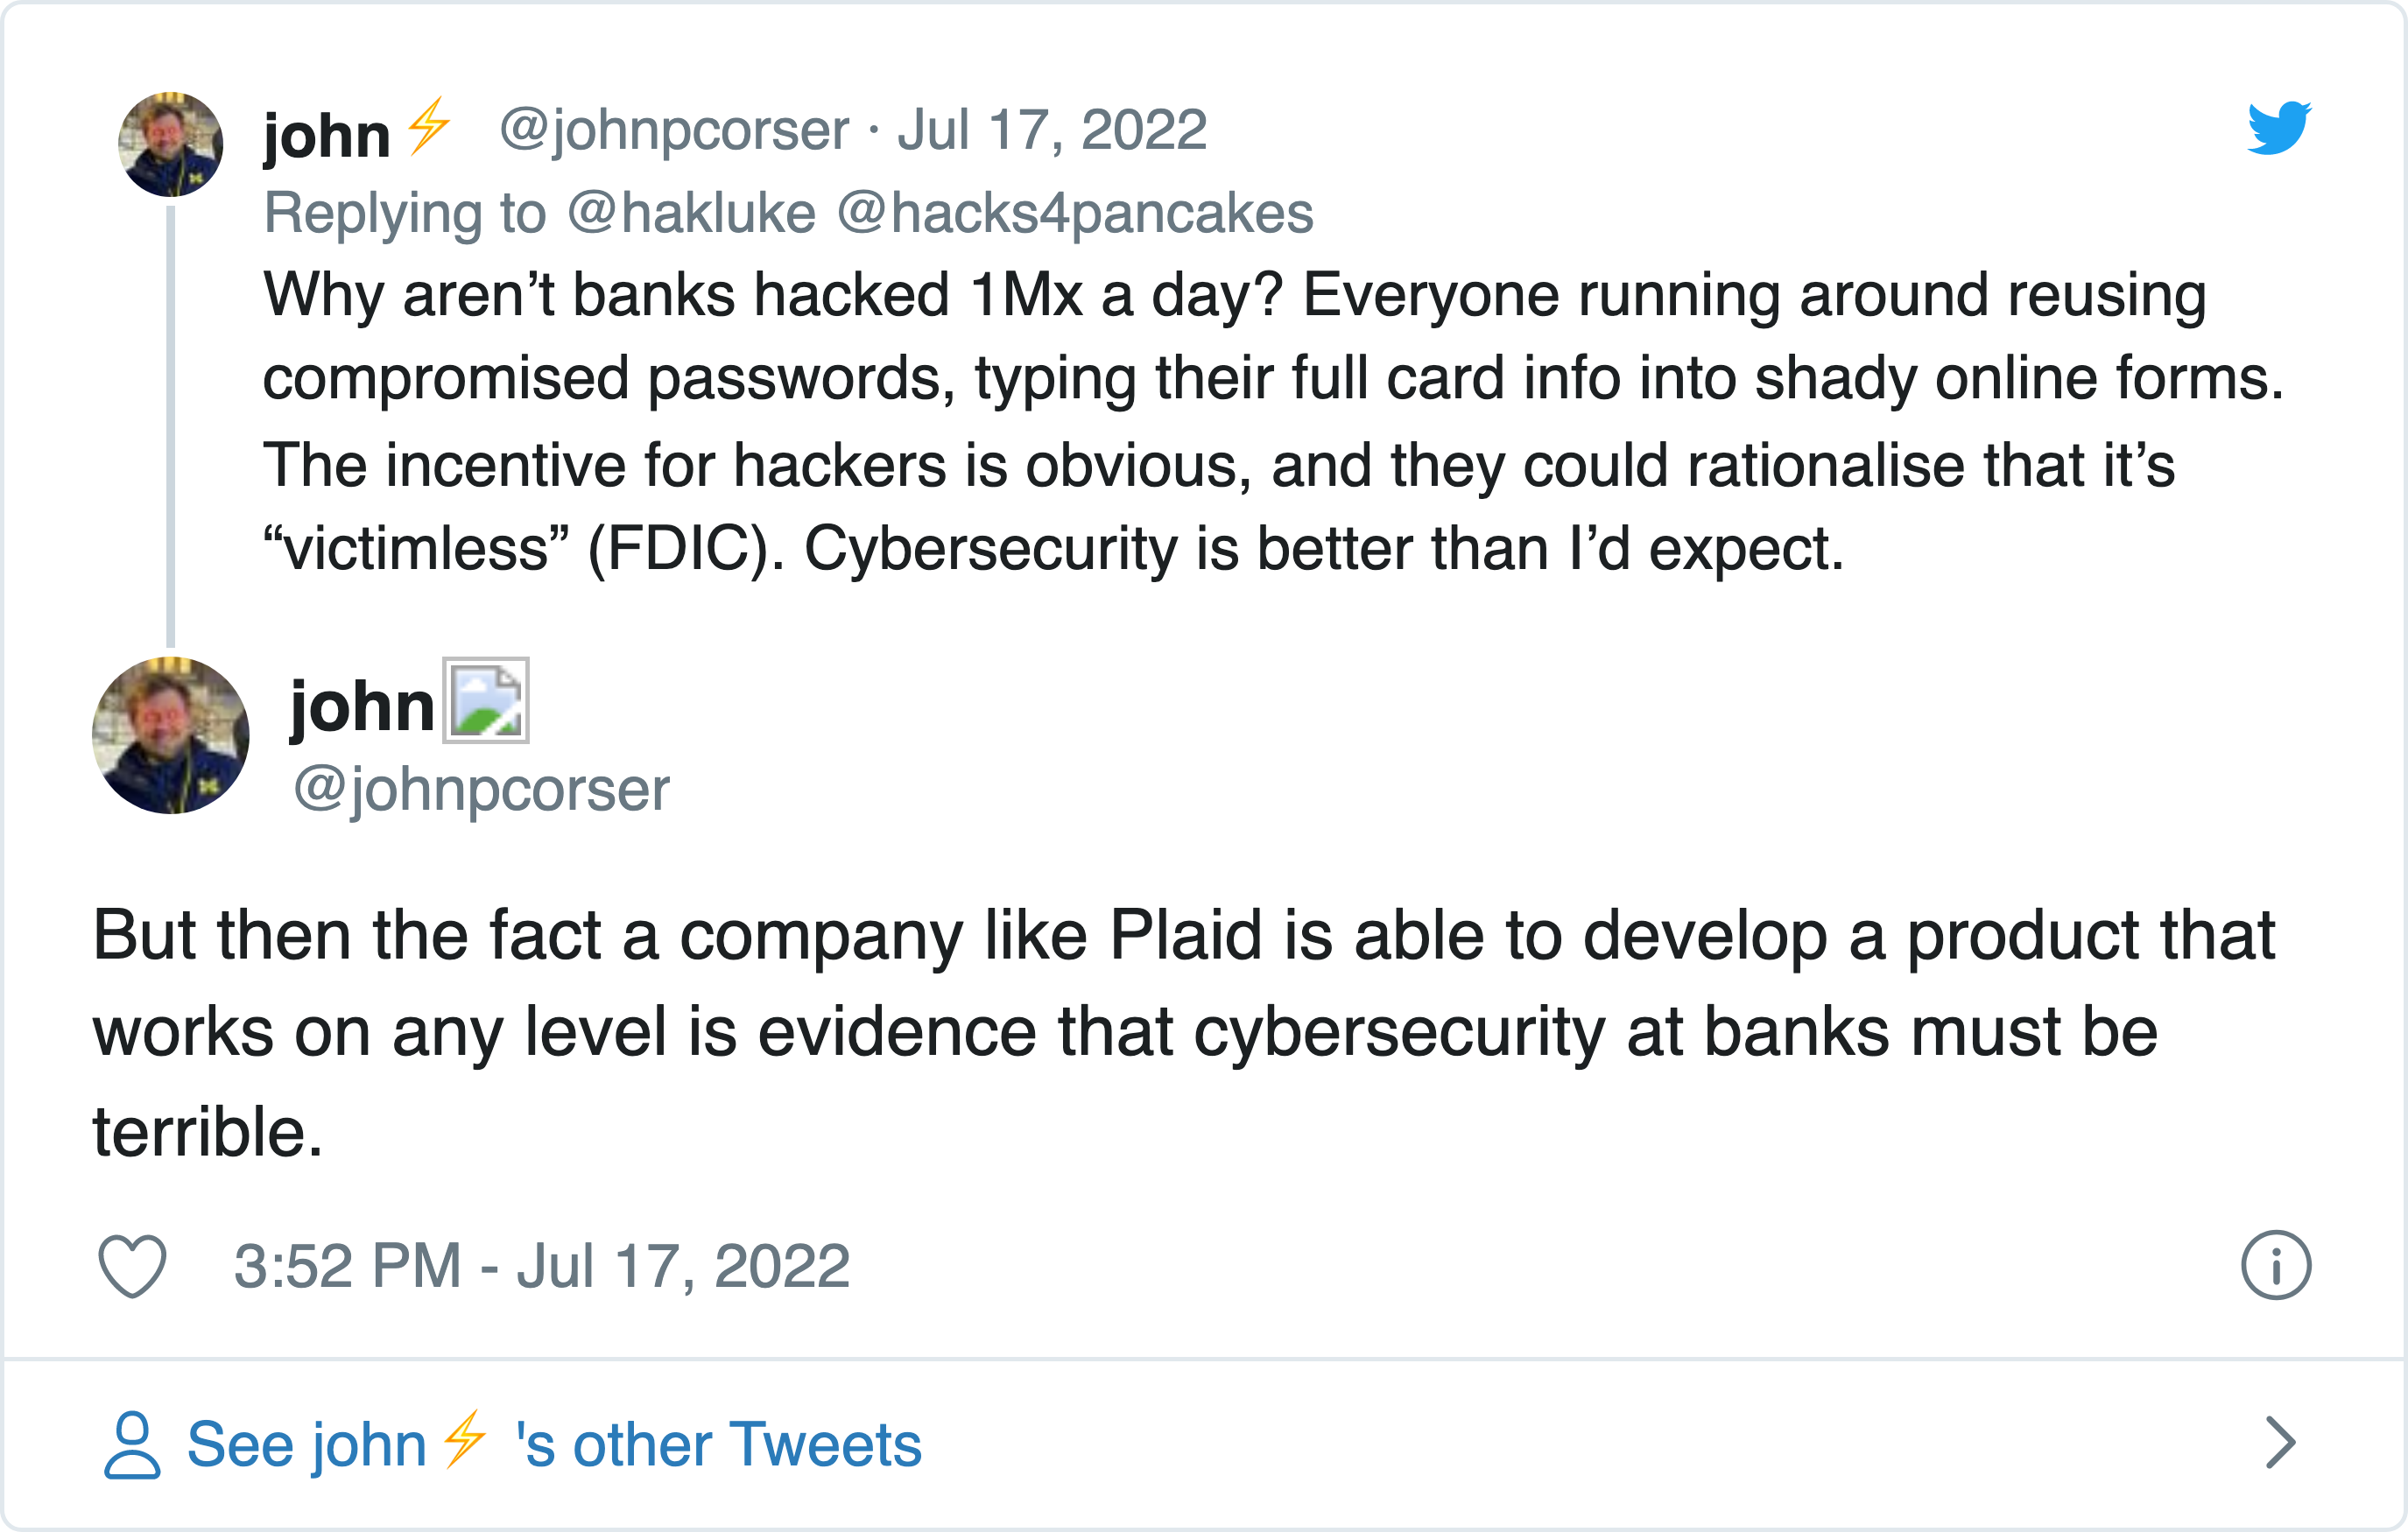 john⚡ @johnpcorser · Jul 17, 2022
Replying to @hakluke @hacks4pancakes
Why aren’t banks hacked 1Mx a day? Everyone running around reusing
compromised passwords, typing their full card info into shady online forms.
The incentive for hackers is obvious, and they could rationalise that it’s
“victimless” (FDIC). Cybersecurity is better than I’d expect.
john
@johnpcorser
But then the fact a company like Plaid is able to develop a product that
works on any level is evidence that cybersecurity at banks must be
terrible.
3:52 PM - Jul 17, 2022
See john⚡ 's other Tweets